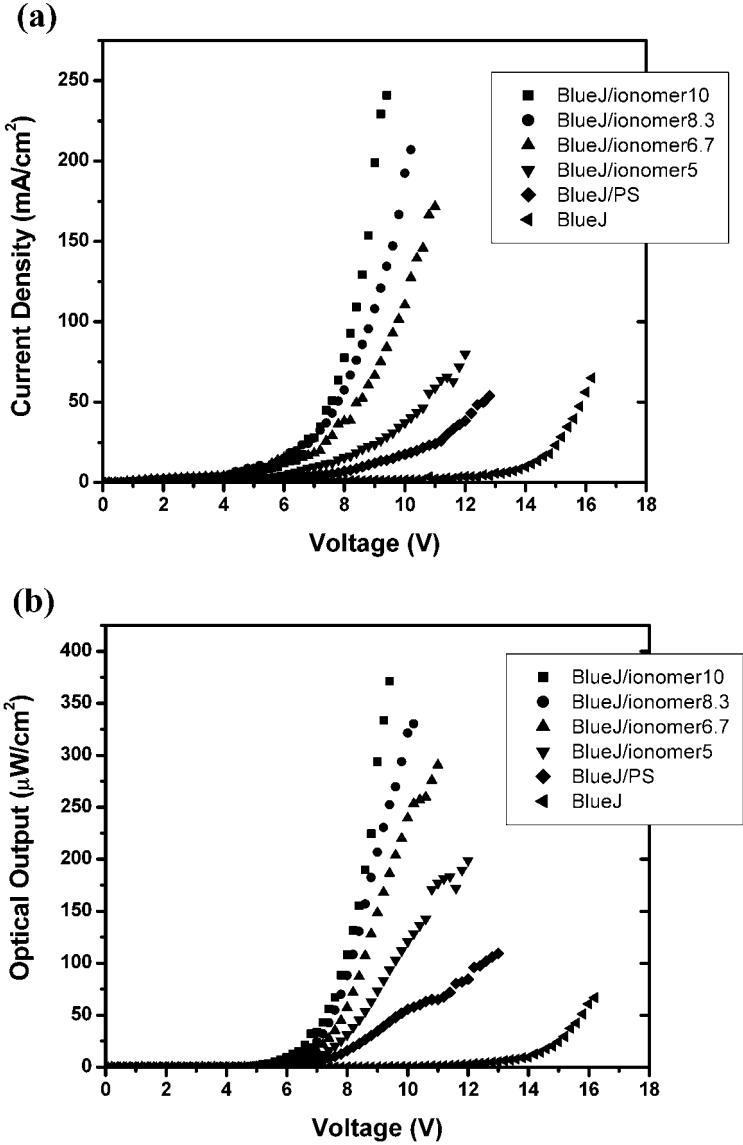 (a)
Current Density (mA/cm²)
250
200
150
100
50
0
BlueJ/ionomer10
BlueJ/ionomer8.3
BlueJ/ionomer6.7
BlueJ/ionomer5
BlueJ/PS
BlueJ
0 2 4 6 8 10 12 14 16 18
Voltage (V)
(b)
Optical Output (μW/cm²)
400
350
300
250
200
150
100
50
0
BlueJ/ionomer10
BlueJ/ionomer8.3
BlueJ/ionomer6.7
BlueJ/ionomer5
BlueJ/PS
BlueJ
0 2 4 6 8 10 12 14 16 18
Voltage (V)